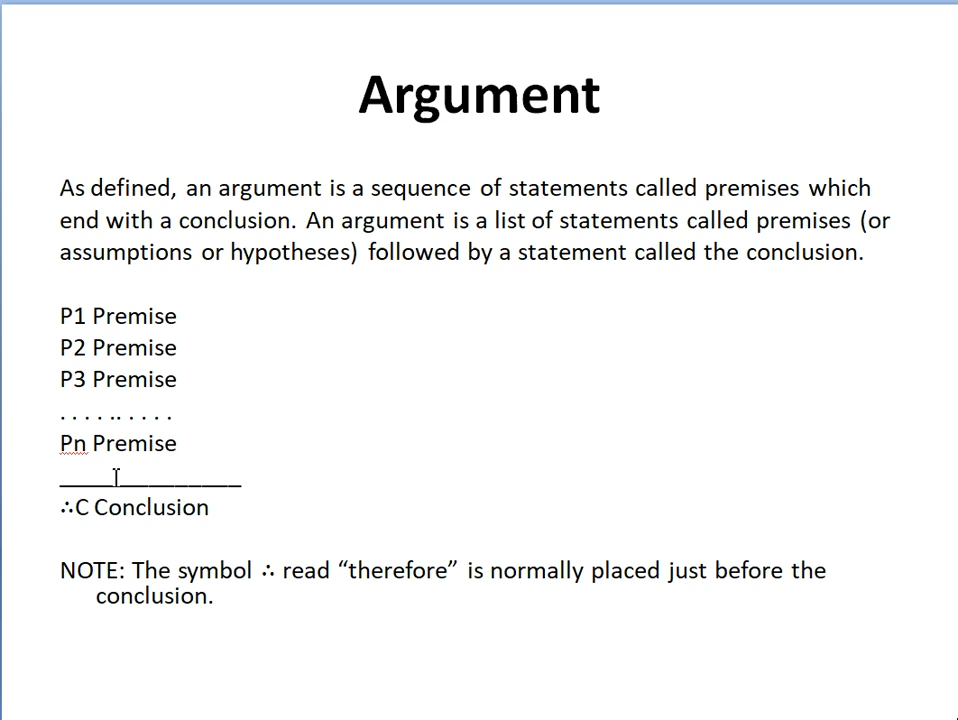 Argument
As defined, an argument is a sequence of statements called premises which
end with a conclusion. An argument is a list of statements called premises (or
assumptions or hypotheses) followed by a statement called the conclusion.
P1 Premise
P2 Premise
P3 Premise
. . . . .. . . . .
Pn Premise
______________
∴C Conclusion
NOTE: The symbol ∴ read “therefore” is normally placed just before the
conclusion.